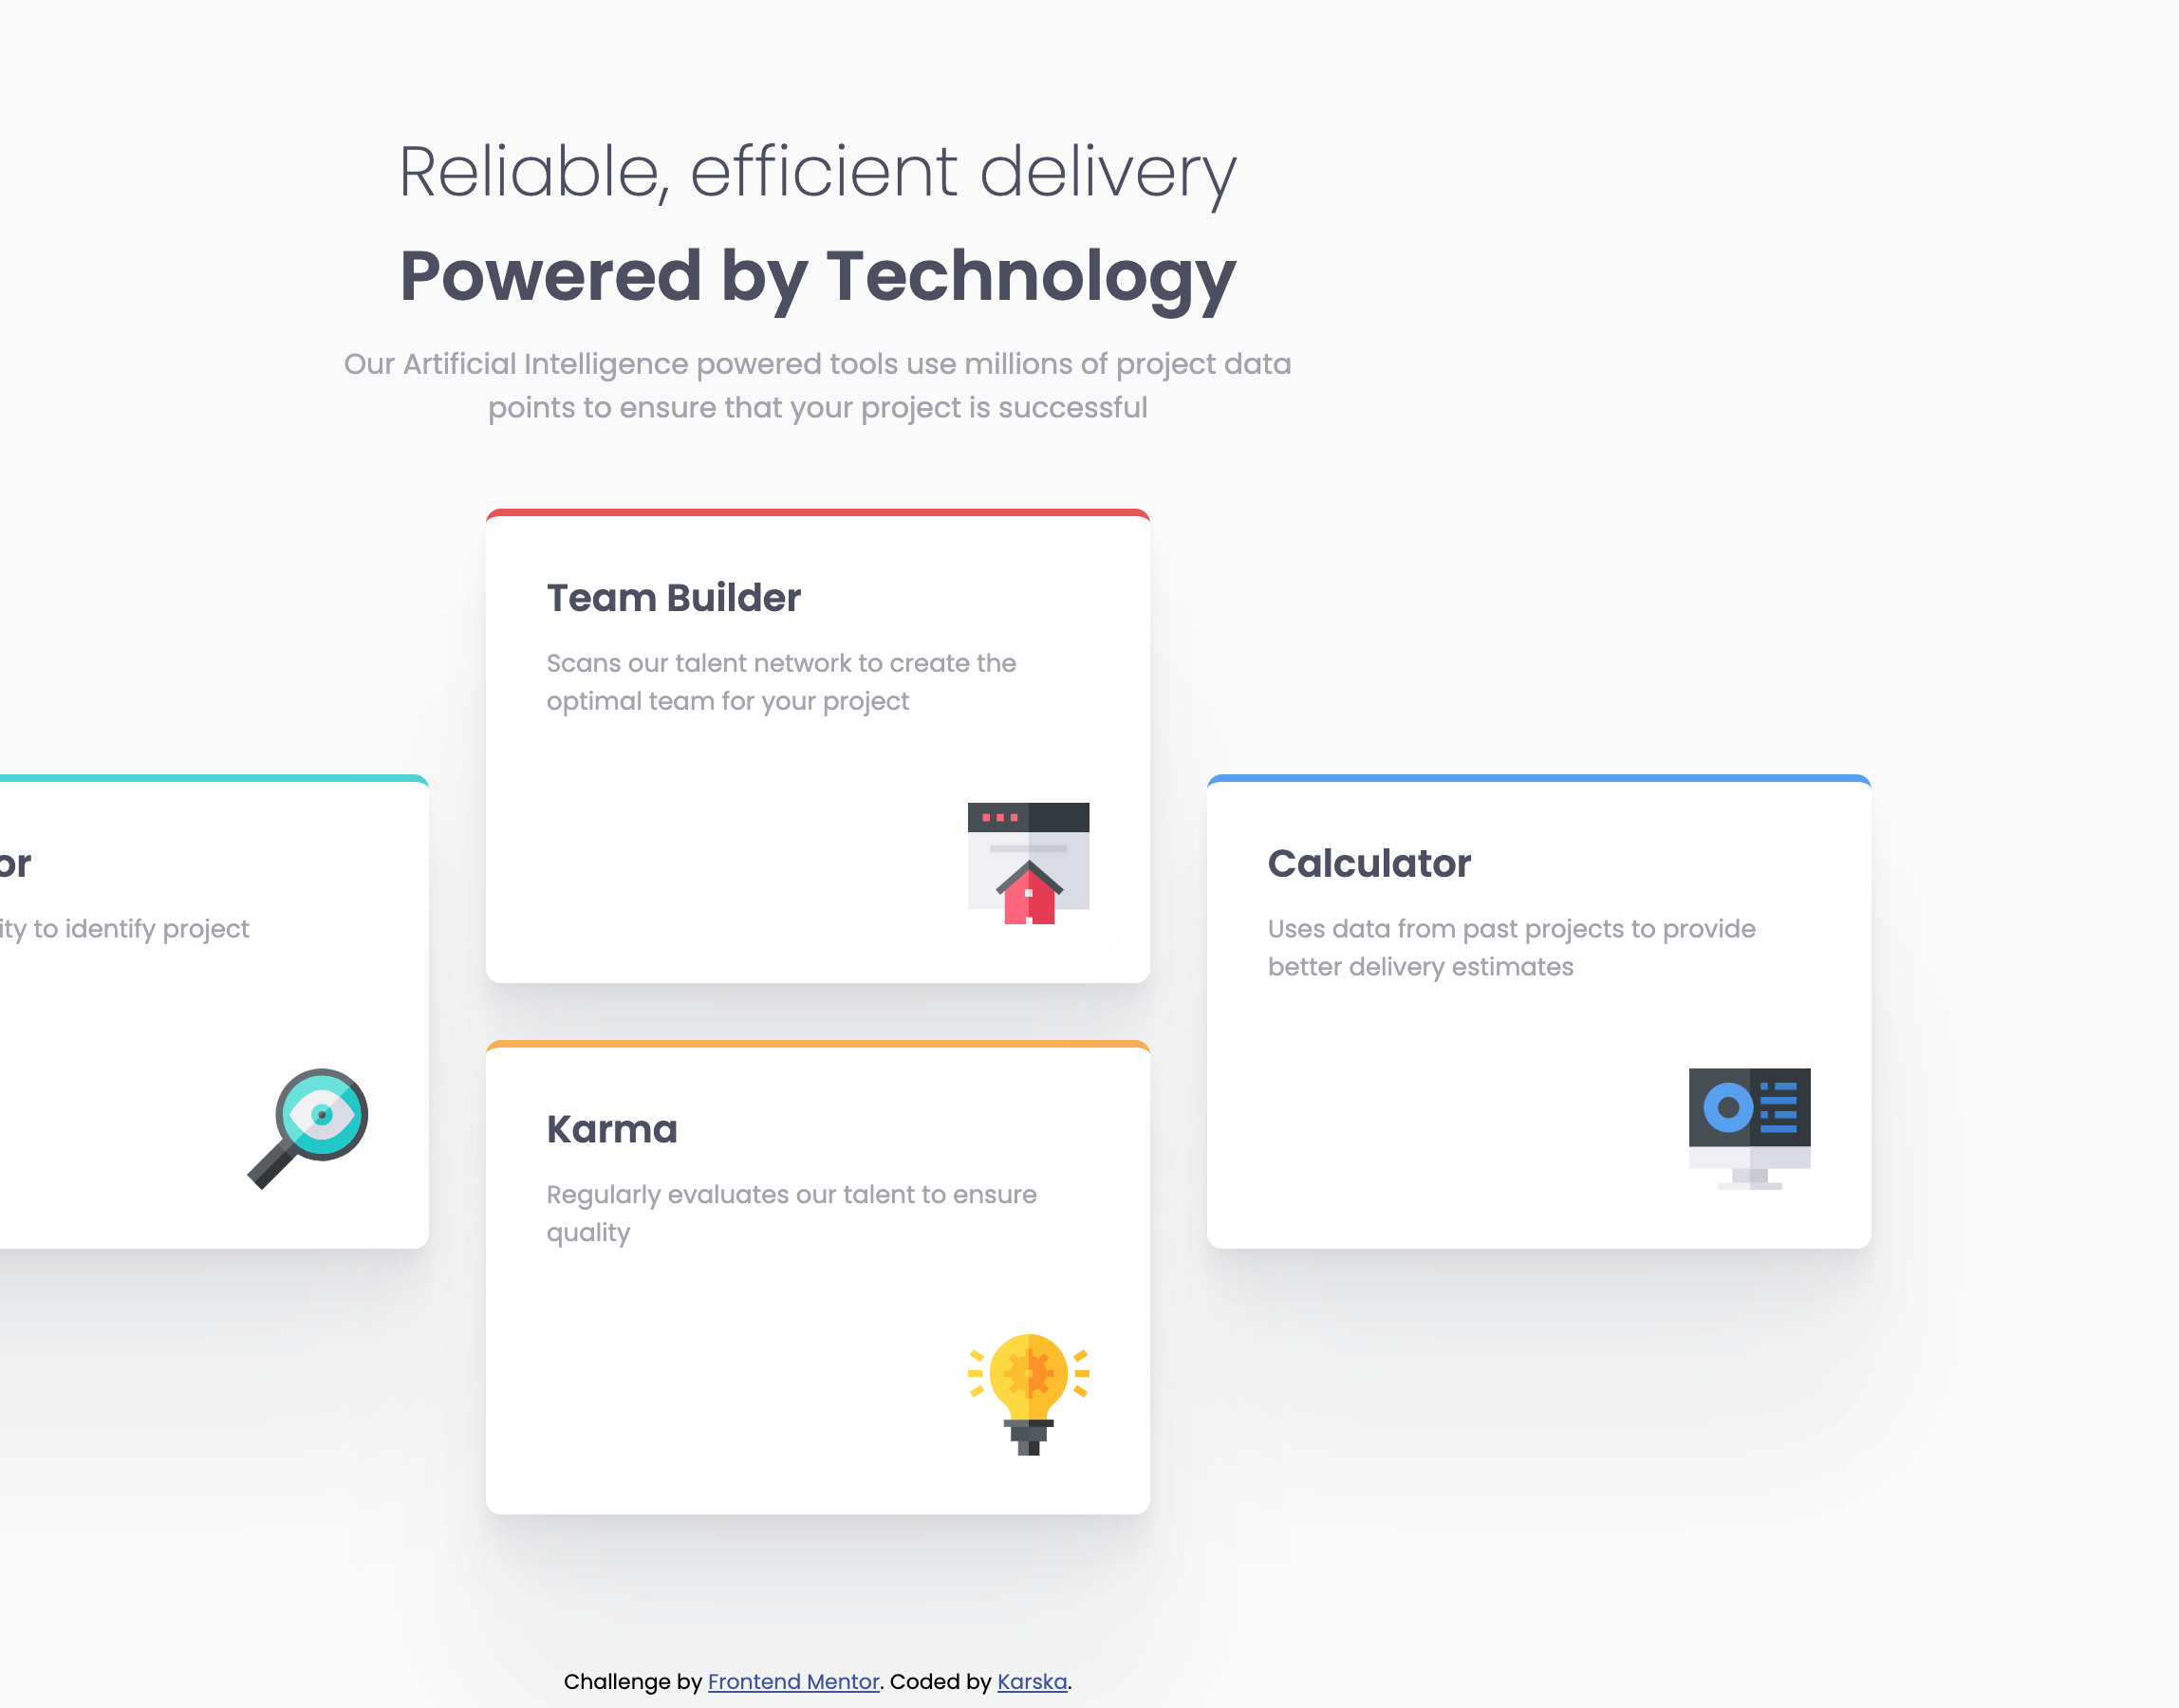 Reliable, efficient delivery
Powered by Technology
Our Artificial Intelligence powered tools use millions of project data
points to ensure that your project is successful
Team Builder
Scans our talent network to create the
optimal team for your project
or
ity to identify project
Calculator
Uses data from past projects to provide
better delivery estimates
Karma
Regularly evaluates our talent to ensure
quality
Challenge by Frontend Mentor. Coded by Karska.